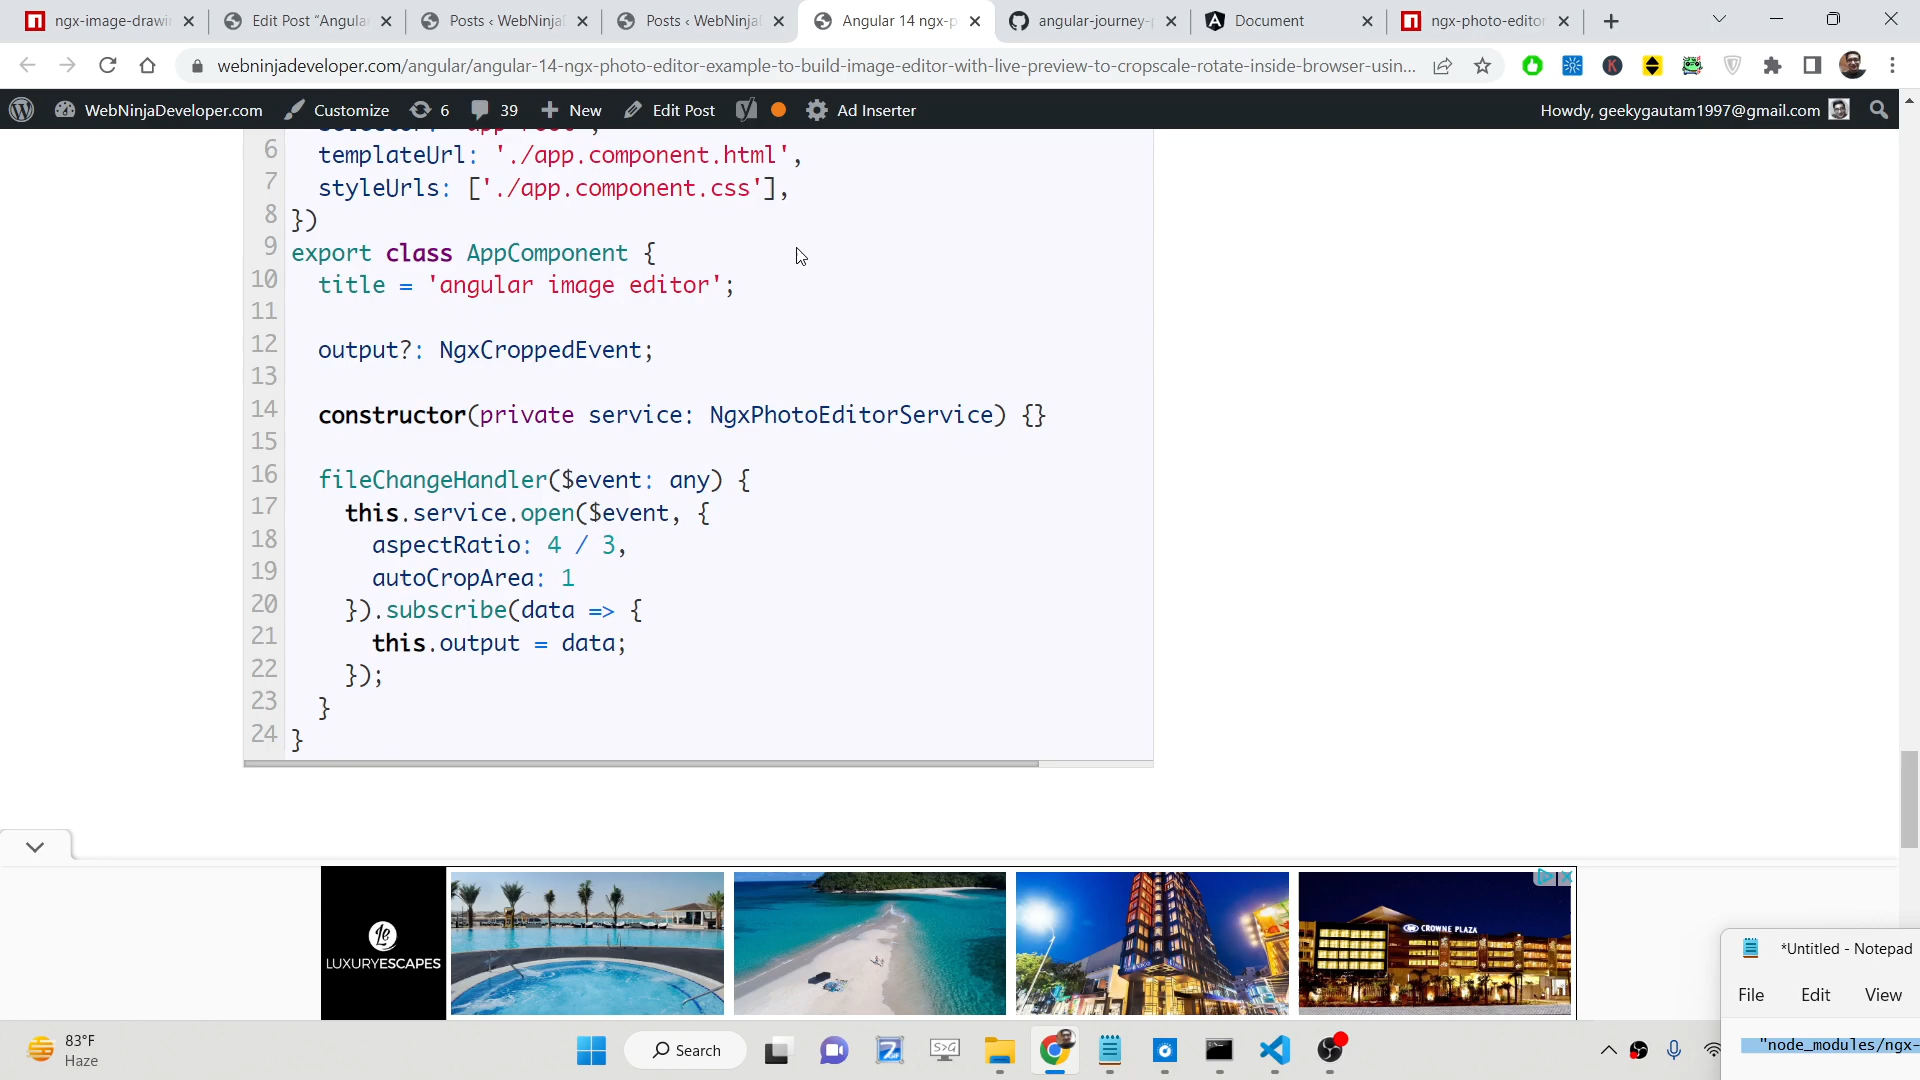 ngx-image-drawi
Edit Post “Angula
Posts ‹ WebNinja
Posts ‹ WebNinja
Angular 14 ngx-p
angular-journey-
Document
ngx-photo-editor
webninjadeveloper.com/angular/angular-14-ngx-photo-editor-example-to-build-image-editor-with-live-preview-to-cropscale-rotate-inside-browser-usin...
WebNinjaDeveloper.com
Customize
6
39
New
Edit Post
Ad Inserter
Howdy, geekygautam1997@gmail.com
6 templateUrl: './app.component.html',
7 styleUrls: ['./app.component.css'],
8 })
9 export class AppComponent {
10 title = 'angular image editor';
11
12 output?: NgxCroppedEvent;
13
14 constructor(private service: NgxPhotoEditorService) {}
15
16 fileChangeHandler($event: any) {
17 this.service.open($event, {
18 aspectRatio: 4 / 3,
19 autoCropArea: 1
20 }).subscribe(data => {
21 this.output = data;
22 });
23 }
24 }
LE
LUXURYESCAPES
CROWNE PLAZA
*Untitled - Notepad
File Edit View
"node_modules/ngx-
83°F
Haze
Search